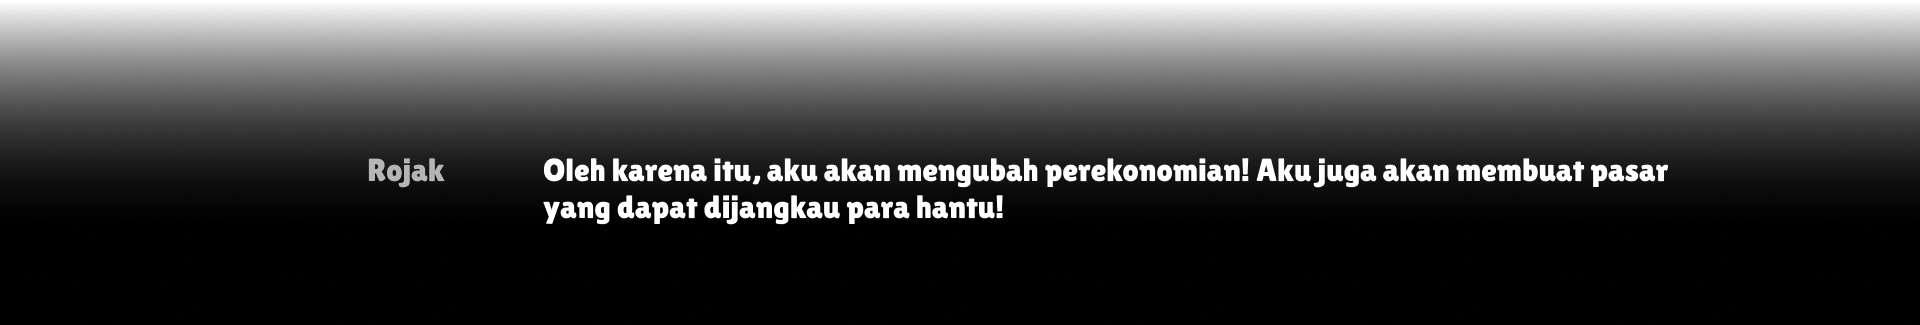 Rojak
Oleh karena itu, aku akan mengubah perekonomian! Aku juga akan membuat pasar
yang dapat dijangkau para hantu!